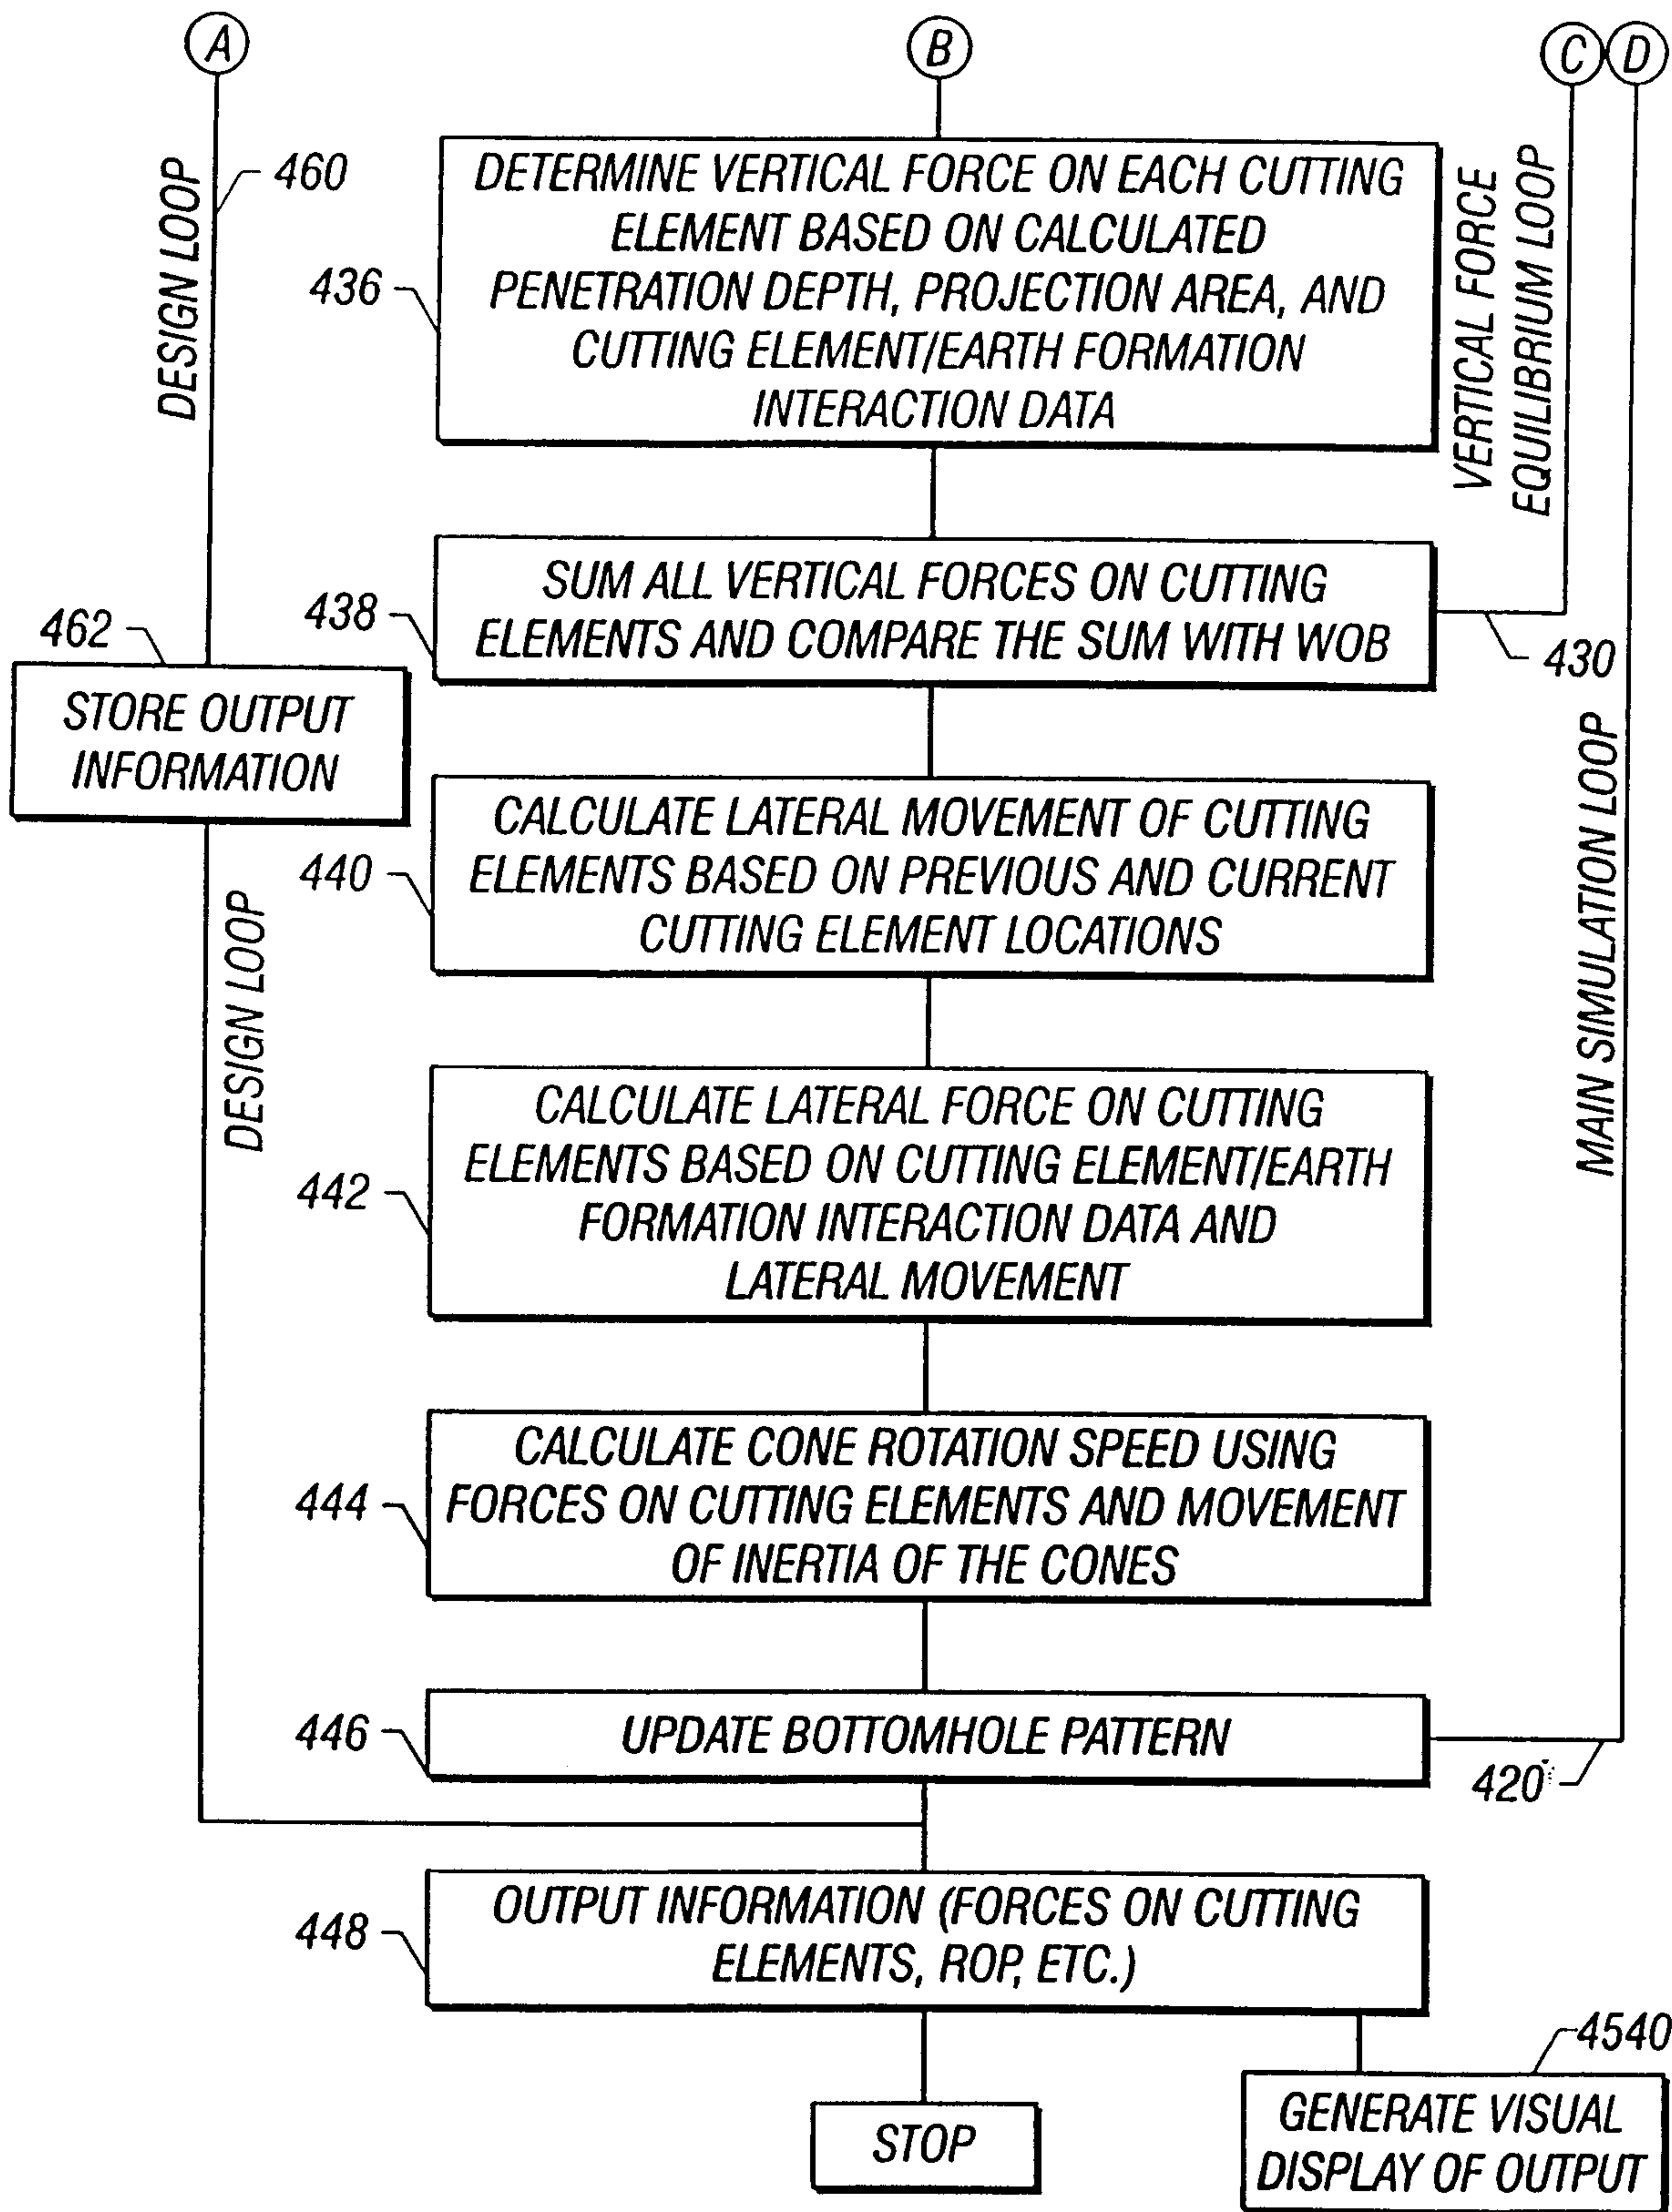 A
B
C
D
DESIGN LOOP
460
DETERMINE VERTICAL FORCE ON EACH CUTTING
ELEMENT BASED ON CALCULATED
PENETRATION DEPTH, PROJECTION AREA, AND
CUTTING ELEMENT/EARTH FORMATION
INTERACTION DATA
436
VERTICAL FORCE
EQUILIBRIUM LOOP
SUM ALL VERTICAL FORCES ON CUTTING
ELEMENTS AND COMPARE THE SUM WITH WOB
438
430
462
STORE OUTPUT
INFORMATION
CALCULATE LATERAL MOVEMENT OF CUTTING
ELEMENTS BASED ON PREVIOUS AND CURRENT
CUTTING ELEMENT LOCATIONS
440
MAIN SIMULATION LOOP
DESIGN LOOP
CALCULATE LATERAL FORCE ON CUTTING
ELEMENTS BASED ON CUTTING ELEMENT/EARTH
FORMATION INTERACTION DATA AND
LATERAL MOVEMENT
442
CALCULATE CONE ROTATION SPEED USING
FORCES ON CUTTING ELEMENTS AND MOVEMENT
OF INERTIA OF THE CONES
444
UPDATE BOTTOMHOLE PATTERN
446
420
OUTPUT INFORMATION (FORCES ON CUTTING
ELEMENTS, ROP, ETC.)
448
4540
STOP
GENERATE VISUAL
DISPLAY OF OUTPUT